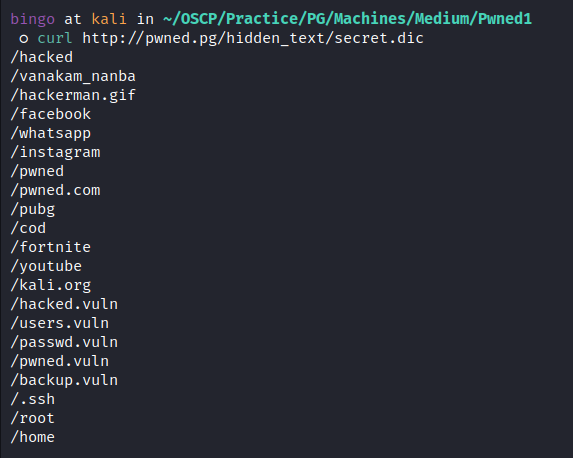 bingo at kali in ~/OSCP/Practice/PG/Machines/Medium/Pwned1
○ curl http://pwned.pg/hidden_text/secret.dic
/hacked
/vanakam_nanba
/hackerman.gif
/facebook
/whatsapp
/instagram
/pwned
/pwned.com
/pubg
/cod
/fortnite
/youtube
/kali.org
/hacked.vuln
/users.vuln
/passwd.vuln
/pwned.vuln
/backup.vuln
/.ssh
/root
/home